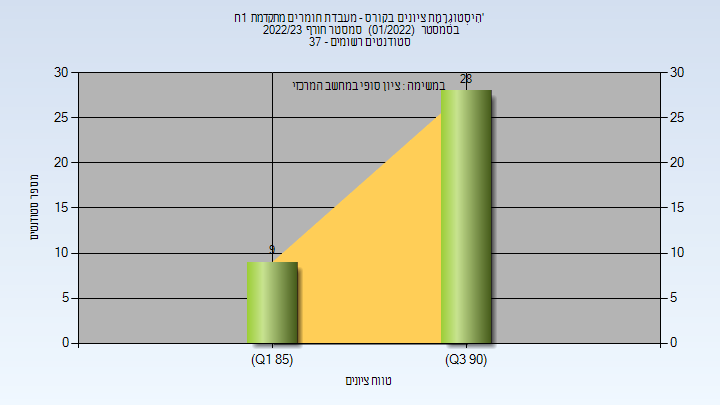 היסטוגרמת ציונים בקורס - מעבדת חומרים מתקדמת 1ח'
בסמסטר (01/2022) סמסטר חורף 2022/23
סטודנטים רשומים - 37
במשימה : ציון סופי במחשב המרכזי
30
25
20
15
10
5
0
30
25
20
15
10
5
0
מספר סטודנטים
9
28
(Q1 85)
(Q3 90)
טווח ציונים